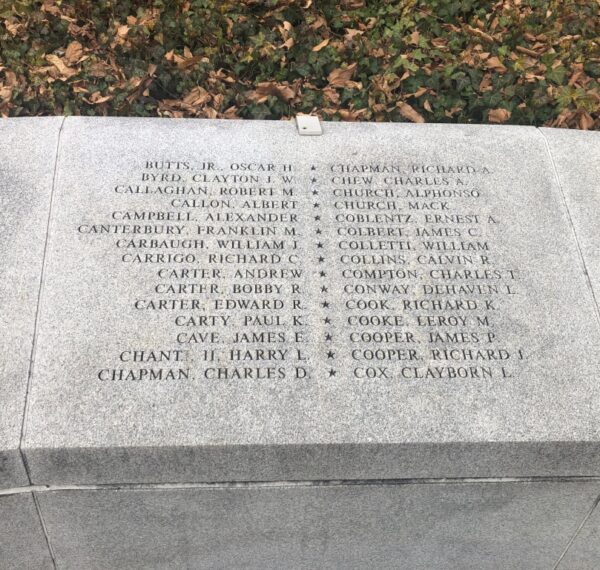 BUTTS, JR., OSCAR H. ★ CHAPMAN, RICHARD A.
BYRD, CLAYTON J. W. ★ CHEW, CHARLES A.
CALLAGHAN, ROBERT M. ★ CHURCH, ALPHONSO
CALLON, ALBERT ★ CHURCH, MACK
CAMPBELL, ALEXANDER ★ COBLENTZ, ERNEST A.
CANTERBURY, FRANKLIN M. ★ COLBERT, JAMES C.
CARBAUGH, WILLIAM J. ★ COLLETTI, WILLIAM
CARRIGO, RICHARD C. ★ COLLINS, CALVIN R.
CARTER, ANDREW ★ COMPTON, CHARLES T.
CARTER, BOBBY R. ★ CONWAY, DEHAVEN L.
CARTER, EDWARD R. ★ COOK, RICHARD K.
CARTY, PAUL K. ★ COOKE, LEROY M.
CAVE, JAMES E. ★ COOPER, JAMES P.
CHANT, II, HARRY L. ★ COOPER, RICHARD J.
CHAPMAN, CHARLES D. ★ COX, CLAYBORN L.